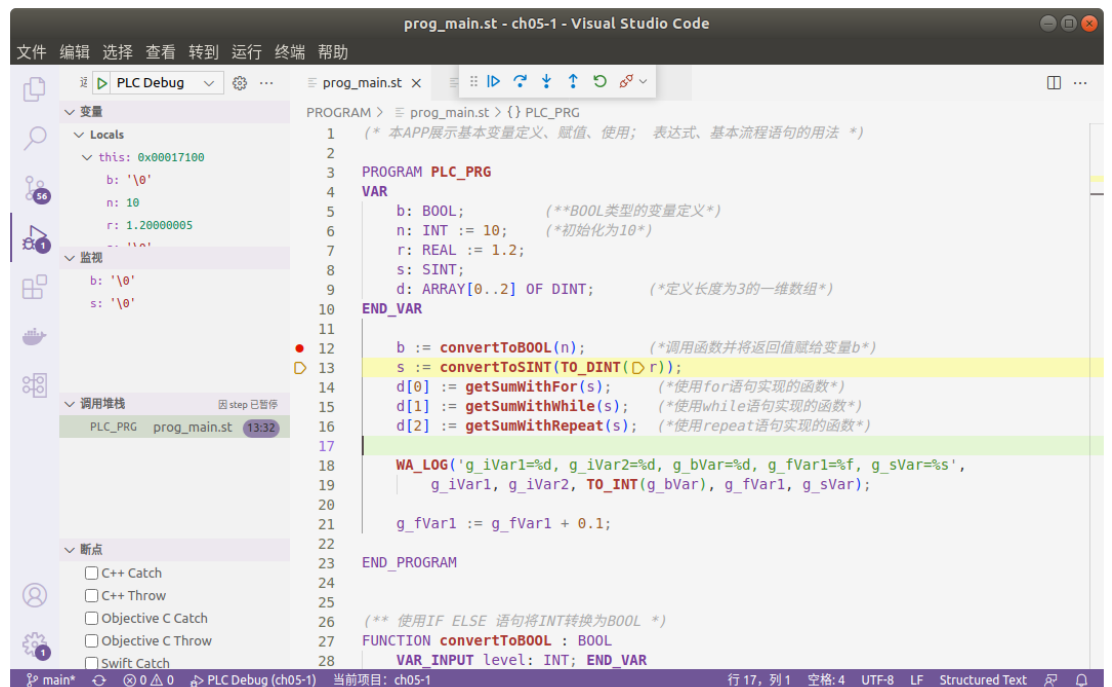 prog_main.st - ch05-1 - Visual Studio Code
文件 编辑 选择 查看 转到 运行 终端 帮助
PLC Debug
prog_main.st
变量
PROGRAM > prog_main.st > {} PLC_PRG
Locals
this: 0x00017100
b: '\0'
n: 10
r: 1.20000005
监视
b: '\0'
s: '\0'
调用堆栈 因 step 已暂停
PLC_PRG prog_main.st 13:32
断点
C++ Catch
C++ Throw
Objective C Catch
Objective C Throw
Swift Catch
56
1
1
1 (* 本APP展示基本变量定义、赋值、使用； 表达式、基本流程语句的用法 *)
2
3 PROGRAM PLC_PRG
4 VAR
5 b: BOOL; (**BOOL类型的变量定义*)
6 n: INT := 10; (*初始化为10*)
7 r: REAL := 1.2;
8 s: SINT;
9 d: ARRAY[0..2] OF DINT; (*定义长度为3的一维数组*)
10 END_VAR
11
12 b := convertToBOOL(n); (*调用函数并将返回值赋给变量b*)
13 s := convertToSINT(TO_DINT(r));
14 d[0] := getSumWithFor(s); (*使用for语句实现的函数*)
15 d[1] := getSumWithWhile(s); (*使用while语句实现的函数*)
16 d[2] := getSumWithRepeat(s); (*使用repeat语句实现的函数*)
17
18 WA_LOG('g_iVar1=%d, g_iVar2=%d, g_bVar=%d, g_fVar1=%f, g_sVar=%s',
19 g_iVar1, g_iVar2, TO_INT(g_bVar), g_fVar1, g_sVar);
20
21 g_fVar1 := g_fVar1 + 0.1;
22
23 END_PROGRAM
24
25
26 (** 使用IF ELSE 语句将INT转换为BOOL *)
27 FUNCTION convertToBOOL : BOOL
28 VAR_INPUT level: INT; END_VAR
main* 0 0 PLC Debug (ch05-1) 当前项目: ch05-1 行 17，列 1 空格: 4 UTF-8 LF Structured Text